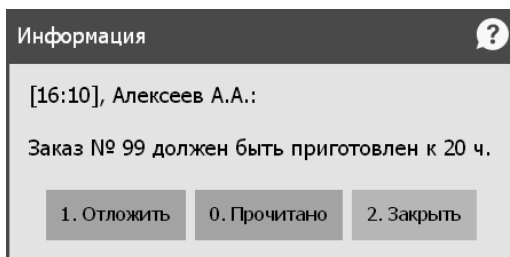 Информация ?
[16:10], Алексеев А.А.:
Заказ № 99 должен быть приготовлен к 20 ч.
1. Отложить 0. Прочитано 2. Закрыть